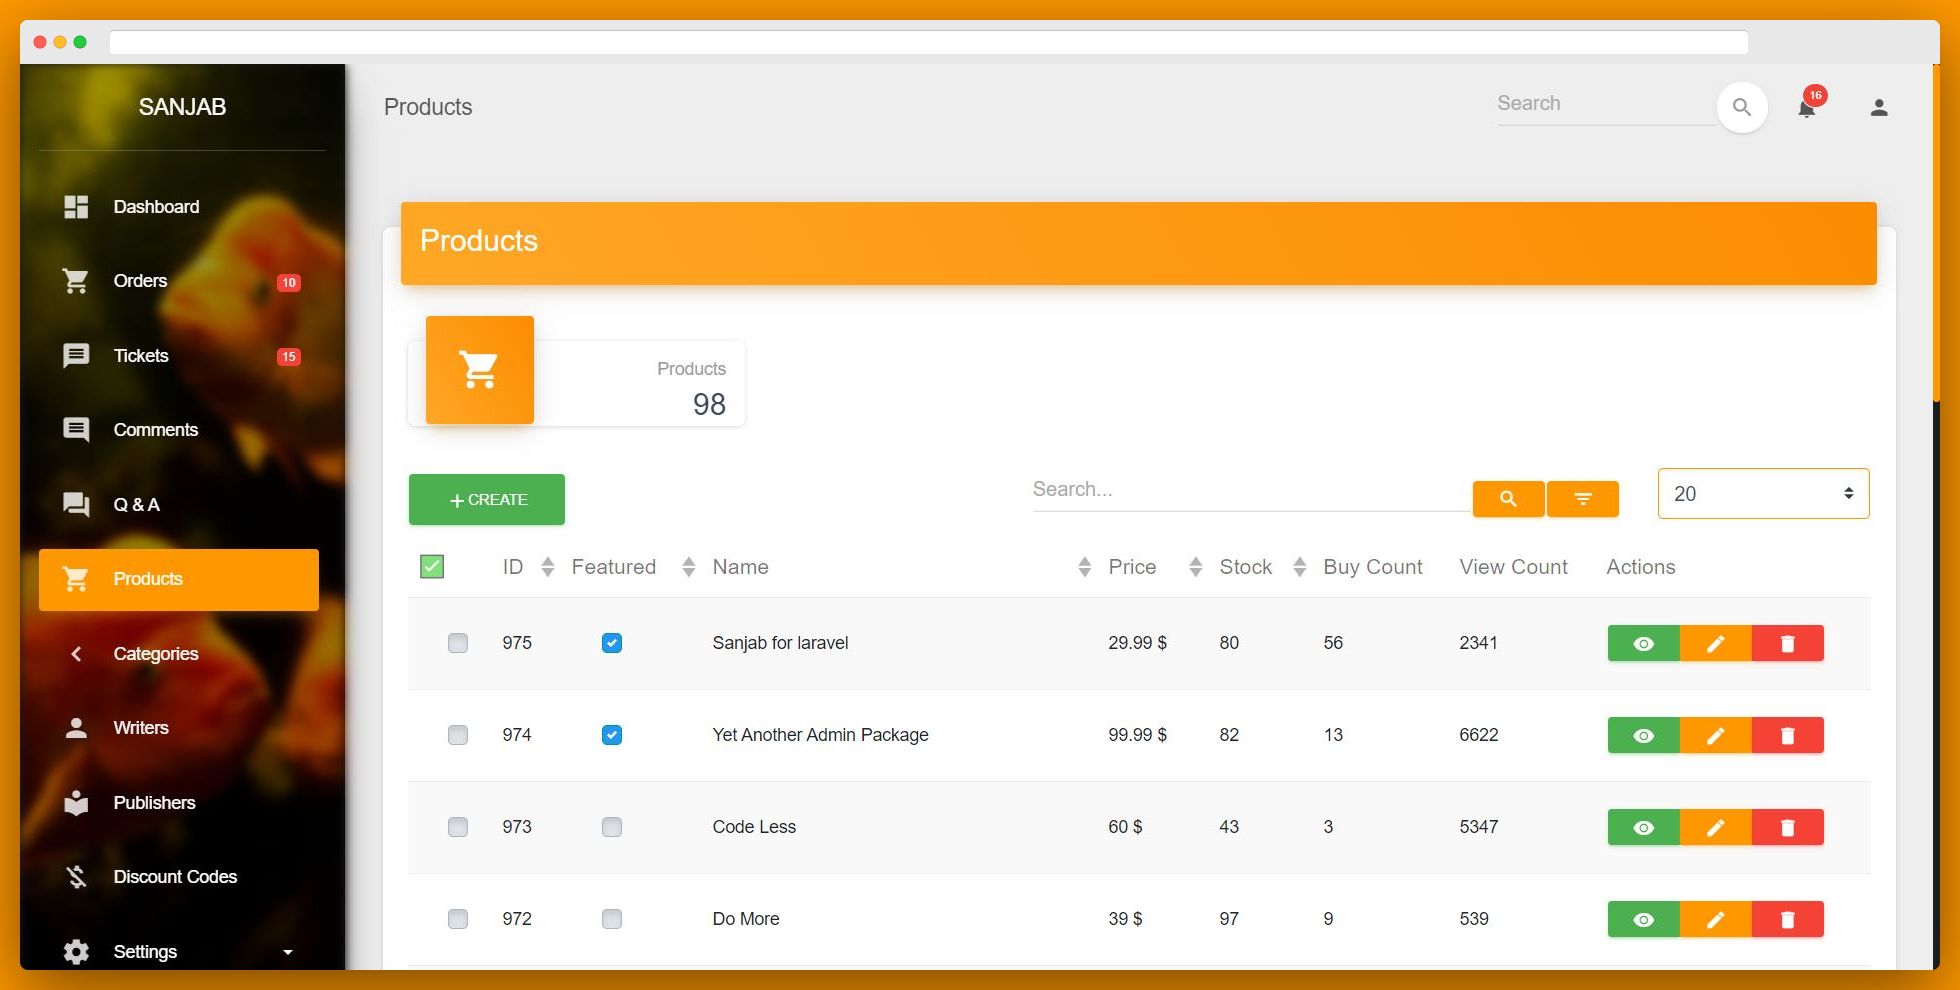 SANJAB
Products
Search
16
Dashboard
Orders 10
Tickets 15
Comments
Q & A
Products
Categories
Writers
Publishers
Discount Codes
Settings
Products
Products
98
CREATE
Search...
20
ID Featured Name Price Stock Buy Count View Count Actions
975 Sanjab for laravel 29.99 $ 80 56 2341
974 Yet Another Admin Package 99.99 $ 82 13 6622
973 Code Less 60 $ 43 3 5347
972 Do More 39 $ 97 9 539